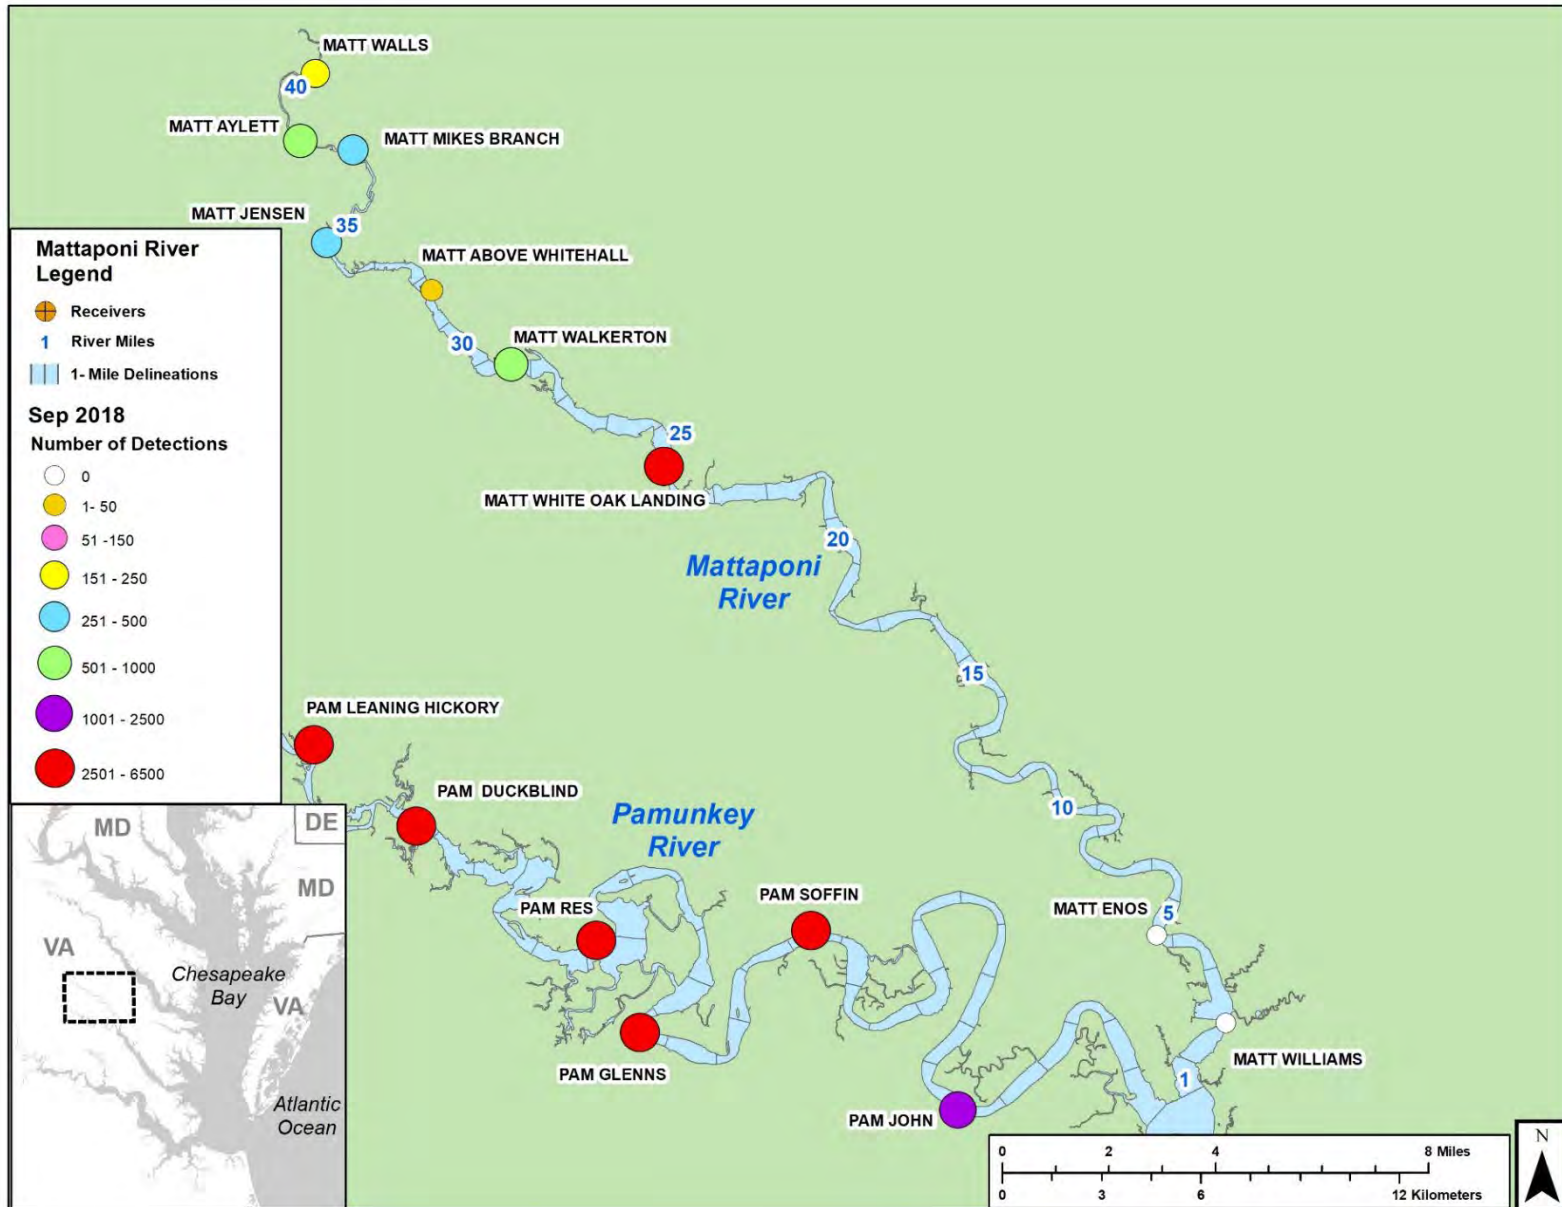 MATT WALLS
40
MATT AYLETT
MATT MIKES BRANCH
MATT JENSEN
35
MATT ABOVE WHITEHALL
30
MATT WALKERTON
25
MATT WHITE OAK LANDING
20
Mattaponi
River
15
10
MATT ENOS
5
MATT WILLIAMS
1
Mattaponi River
Legend
Receivers
1 River Miles
1- Mile Delineations
Sep 2018
Number of Detections
0
1- 50
51 -150
151 - 250
251 - 500
501 - 1000
1001 - 2500
2501 - 6500
PAM LEANING HICKORY
PAM DUCKBLIND
Pamunkey
River
PAM RES
PAM SOFFIN
PAM GLENNS
PAM JOHN
MD
DE
MD
VA
Chesapeake
Bay
VA
Atlantic
Ocean
0 2 4 8 Miles
0 3 6 12 Kilometers
N